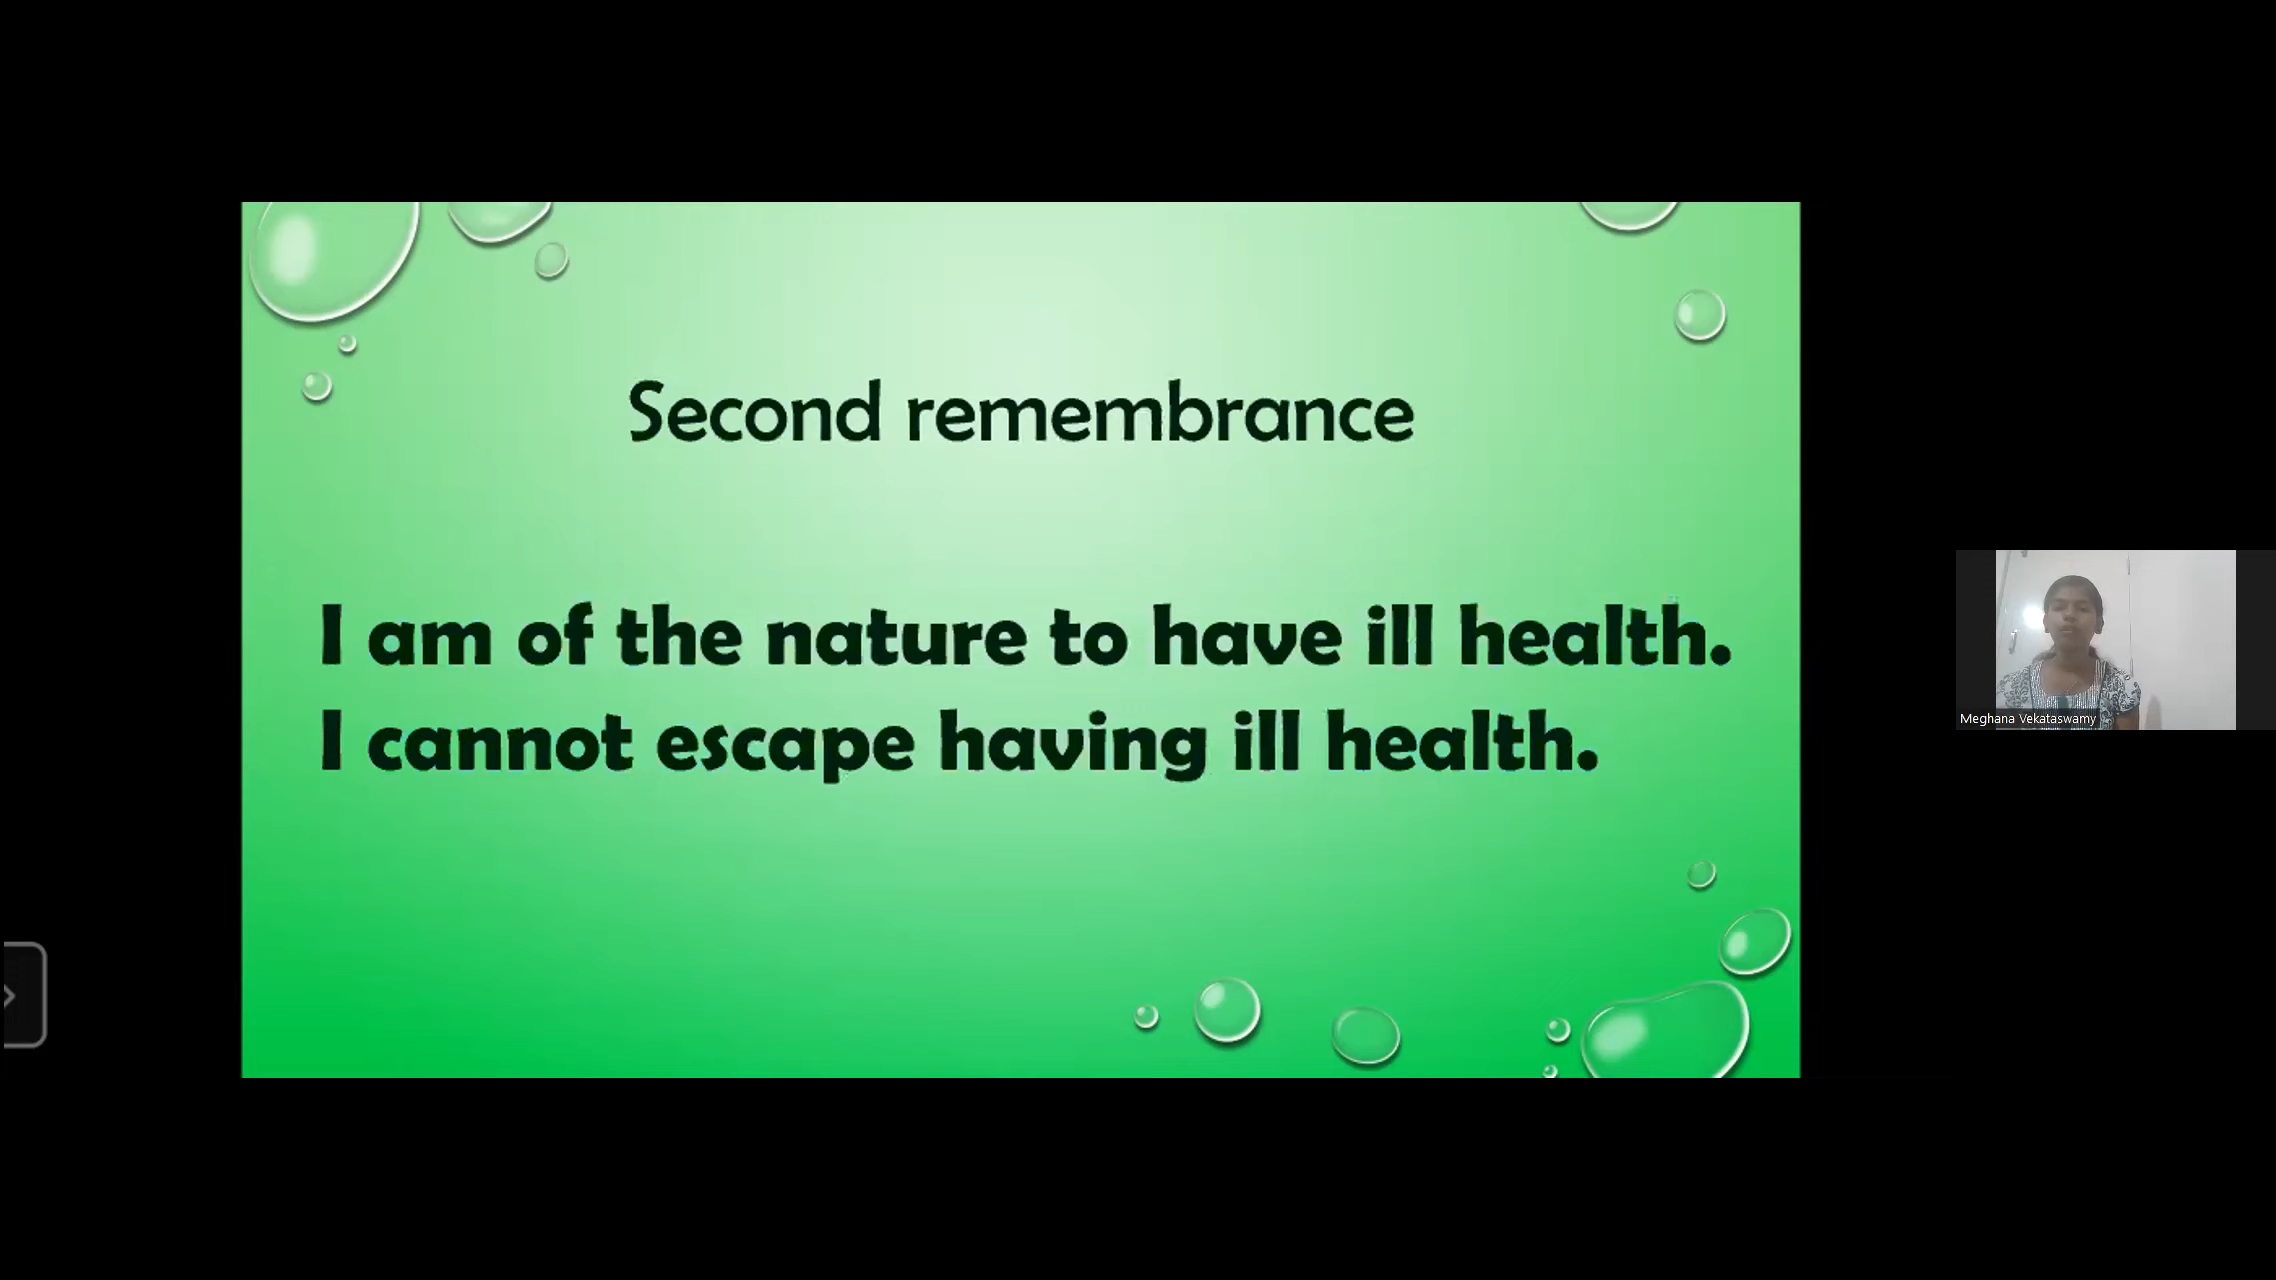 Second remembrance
I am of the nature to have ill health.
I cannot escape having ill health.
Meghana Vekataswamy